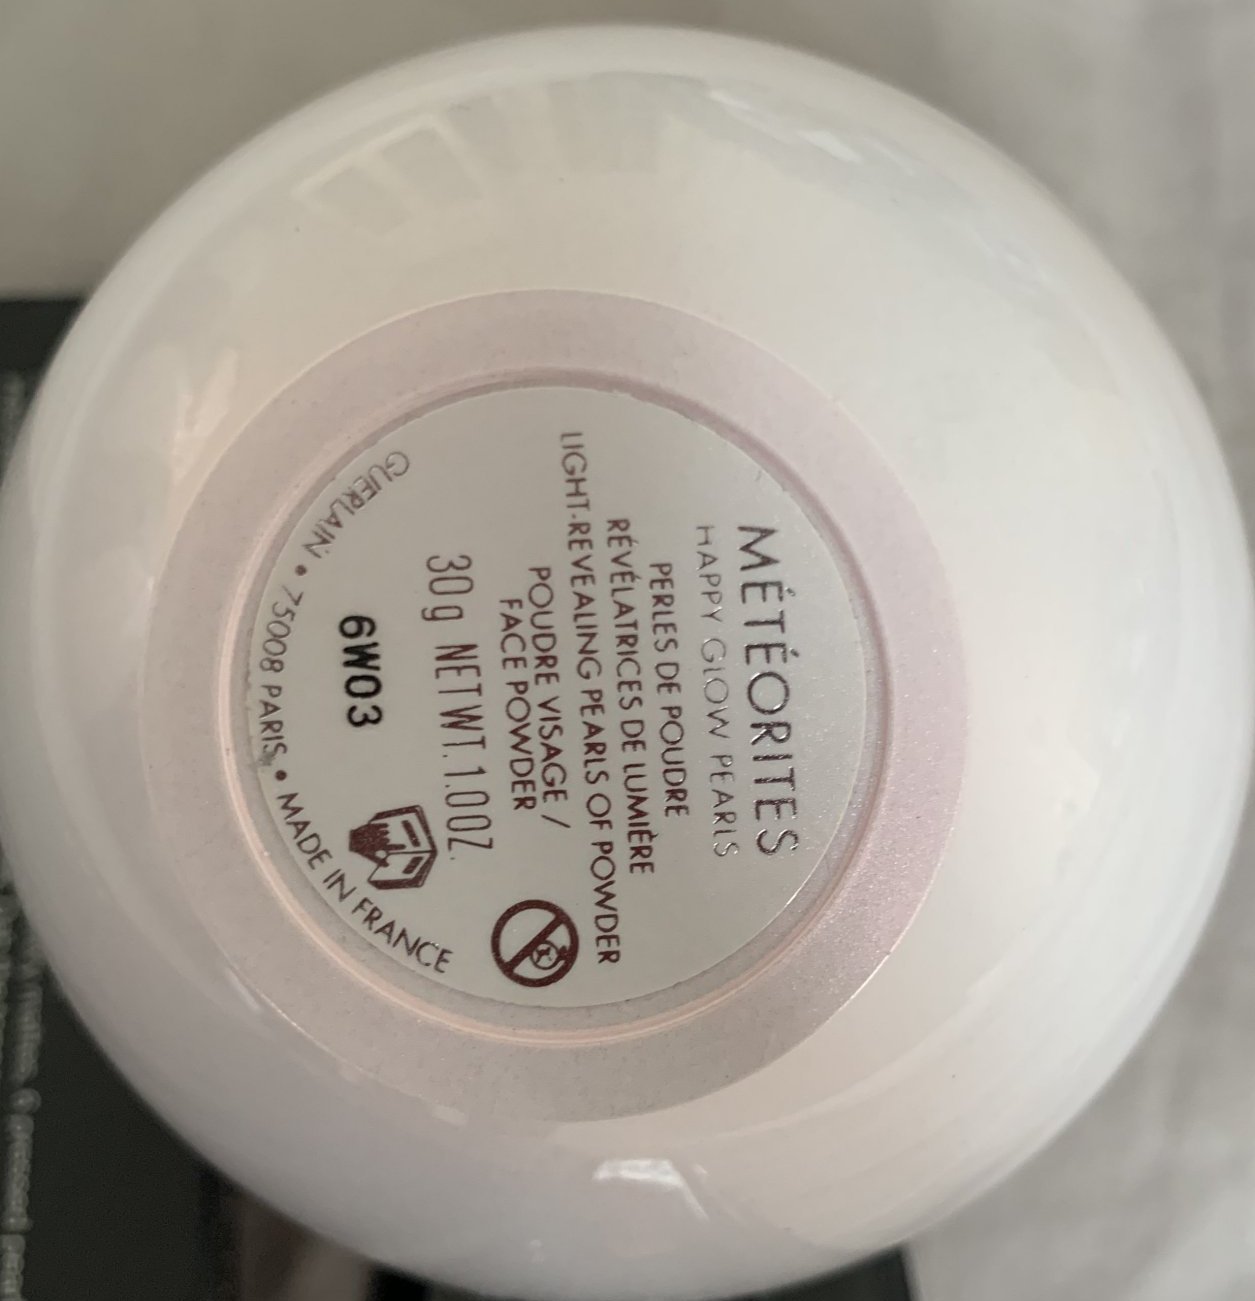 MÉTÉORITES
HAPPY GLOW PEARLS
PERLES DE POUDRE
RÉVÉLATRICES DE LUMIÈRE
LIGHT-REVEALING PEARLS OF POWDER
POUDRE VISAGE /
FACE POWDER
30g NET WT. 1.0OZ.
6W03
GUERLAIN • 75008 PARIS • MADE IN FRANCE